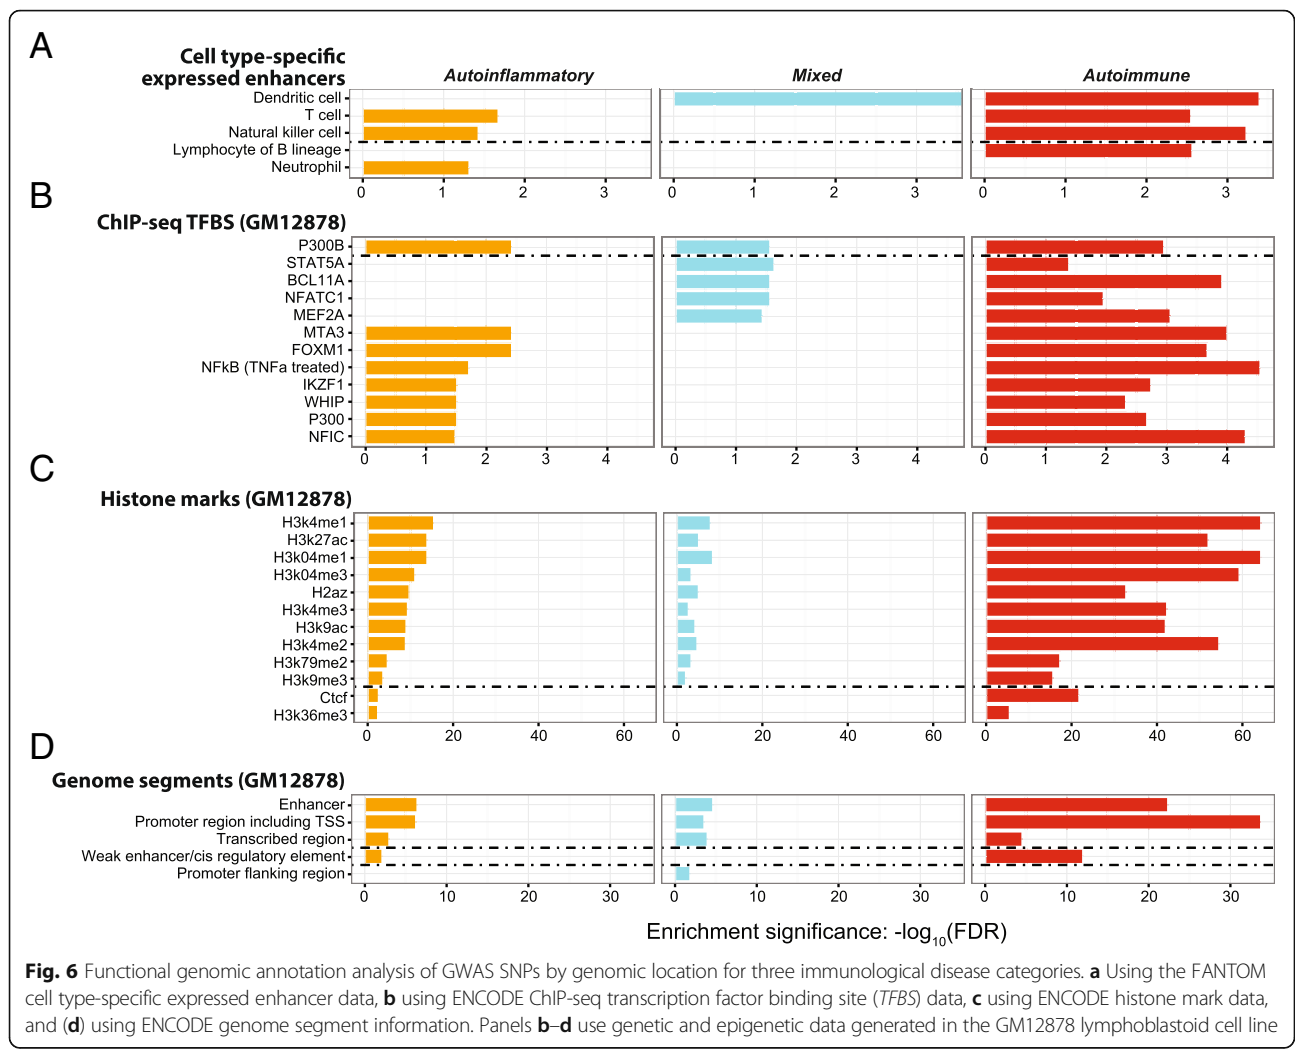 A
Cell type-specific
expressed enhancers
Autoinflammatory Mixed Autoimmune
Dendritic cell
T cell
Natural killer cell
Lymphocyte of B lineage
Neutrophil
0 1 2 3 0 1 2 3 0 1 2 3
B
ChIP-seq TFBS (GM12878)
P300B
STAT5A
BCL11A
NFATC1
MEF2A
MTA3
FOXM1
NFkB (TNFa treated)
IKZF1
WHIP
P300
NFIC
0 1 2 3 4 0 1 2 3 4 0 1 2 3 4
C
Histone marks (GM12878)
H3k4me1
H3k27ac
H3k04me1
H3k04me3
H2az
H3k4me3
H3k9ac
H3k4me2
H3k79me2
H3k9me3
Ctcf
H3k36me3
0 20 40 60 0 20 40 60 0 20 40 60
D
Genome segments (GM12878)
Enhancer
Promoter region including TSS
Transcribed region
Weak enhancer/cis regulatory element
Promoter flanking region
0 10 20 30 0 10 20 30 0 10 20 30
Enrichment significance: -log10(FDR)
Fig. 6 Functional genomic annotation analysis of GWAS SNPs by genomic location for three immunological disease categories. a Using the FANTOM
cell type-specific expressed enhancer data, b using ENCODE ChIP-seq transcription factor binding site (TFBS) data, c using ENCODE histone mark data,
and (d) using ENCODE genome segment information. Panels b–d use genetic and epigenetic data generated in the GM12878 lymphoblastoid cell line